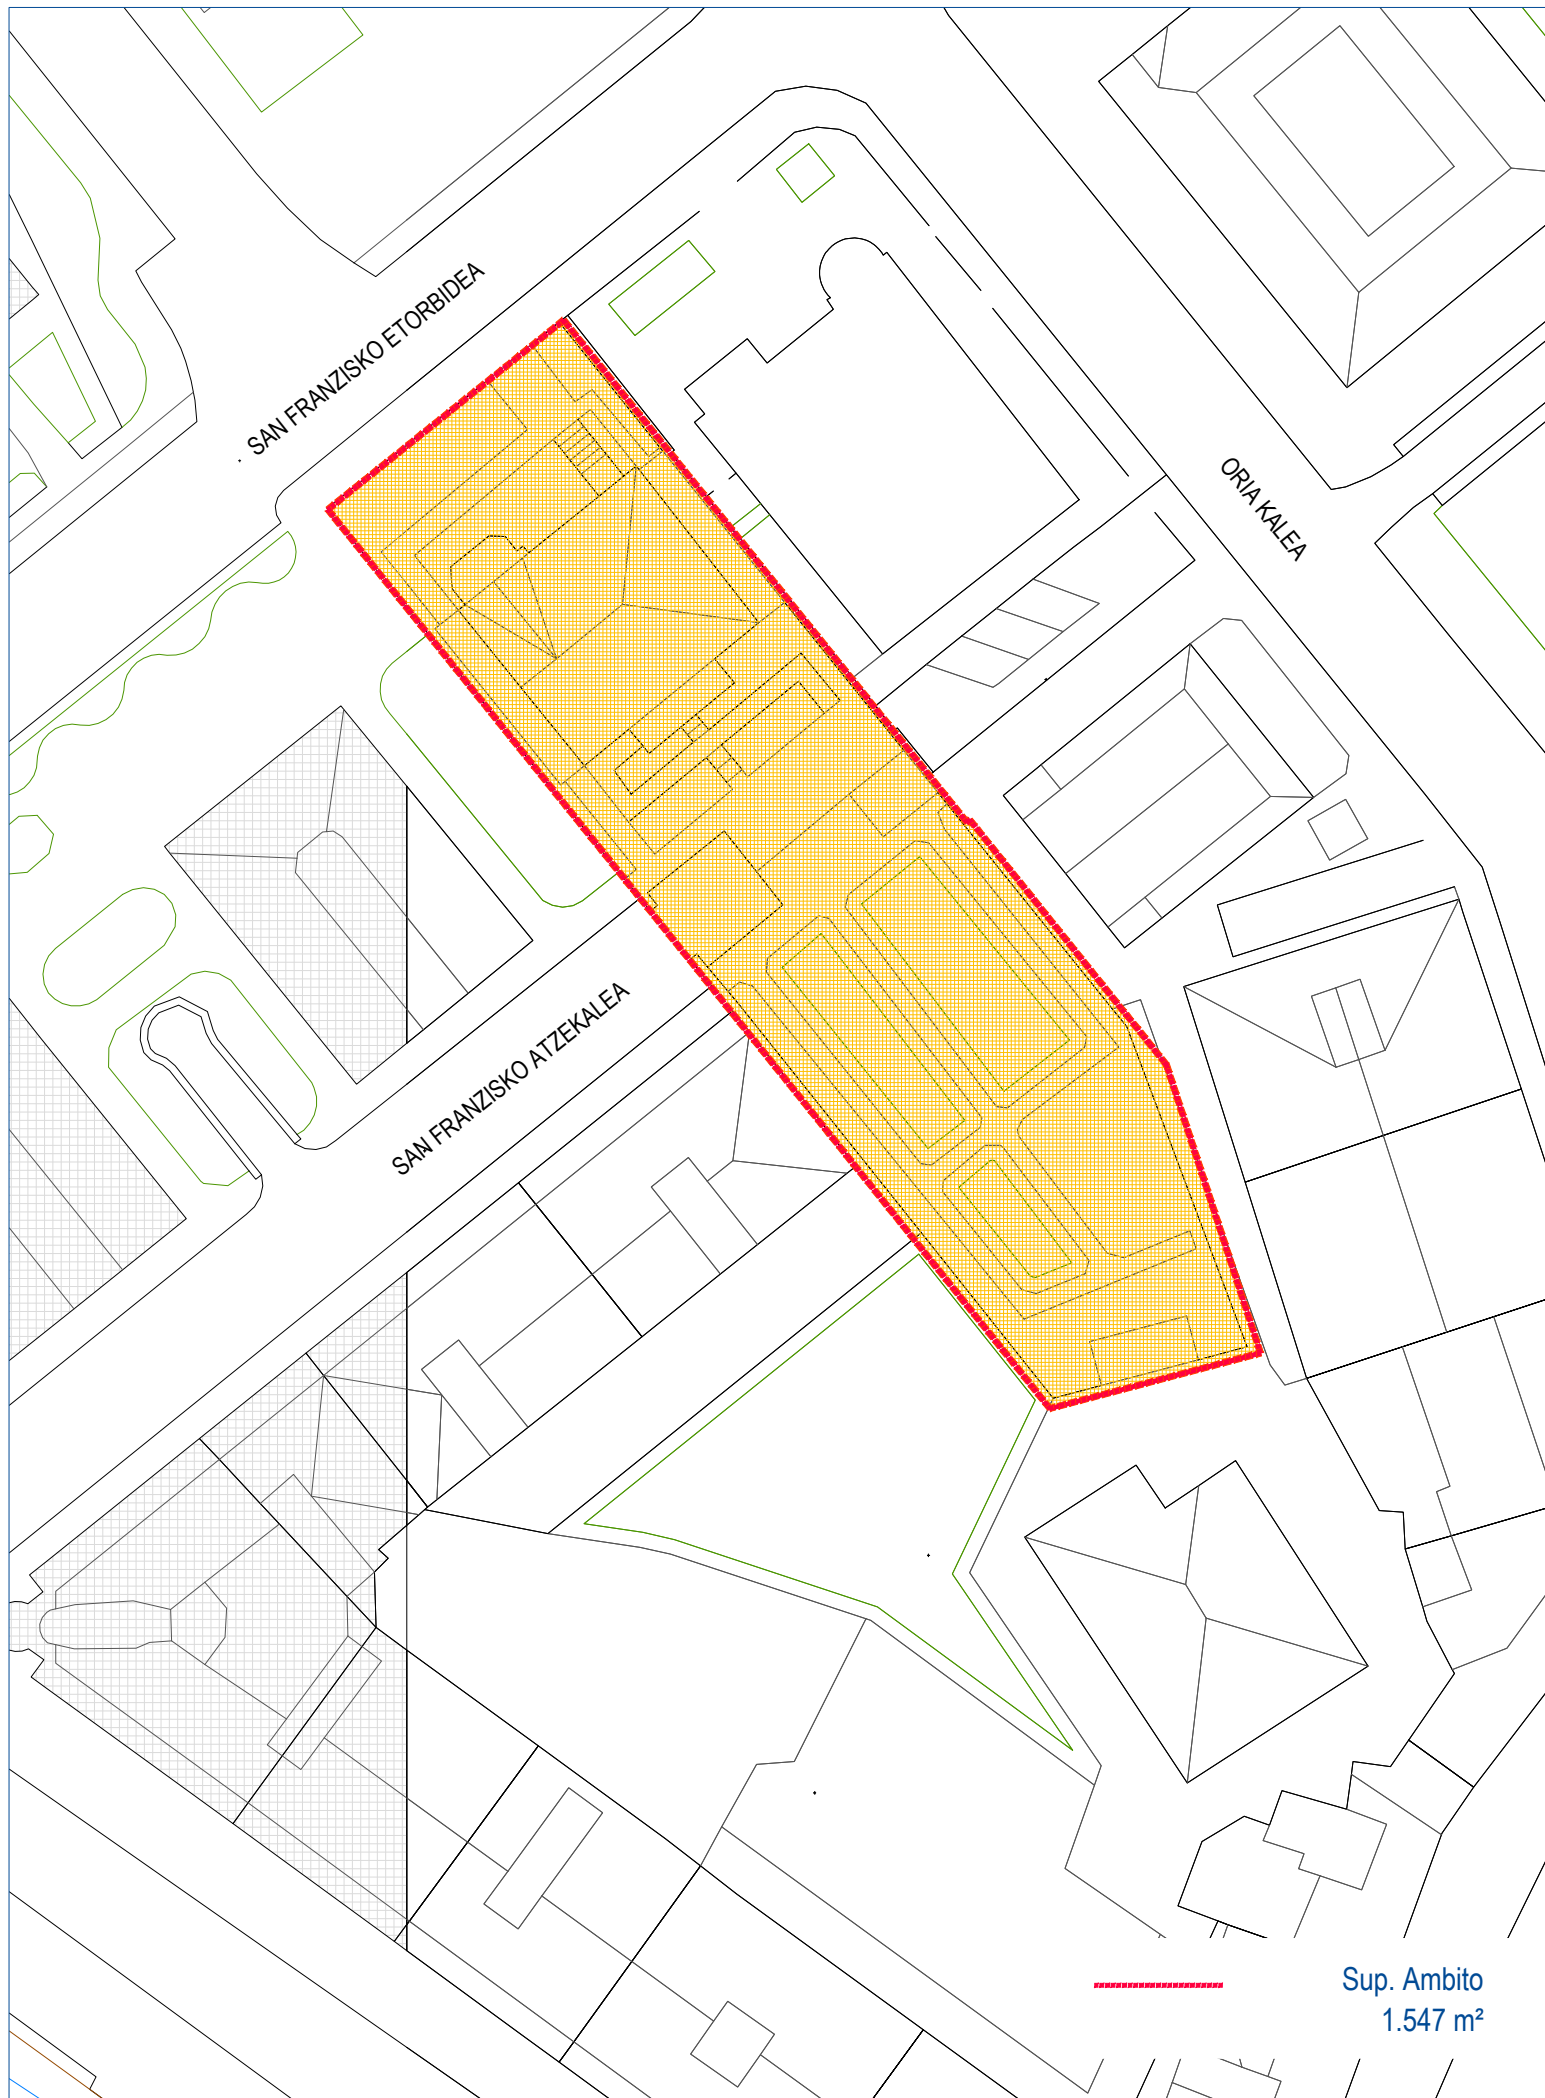 SAN FRANZISKO ETORBIDEA
ORIA KALEA
SAN FRANZISKO ATZEKALEA
Sup. Ambito
1.547 m²